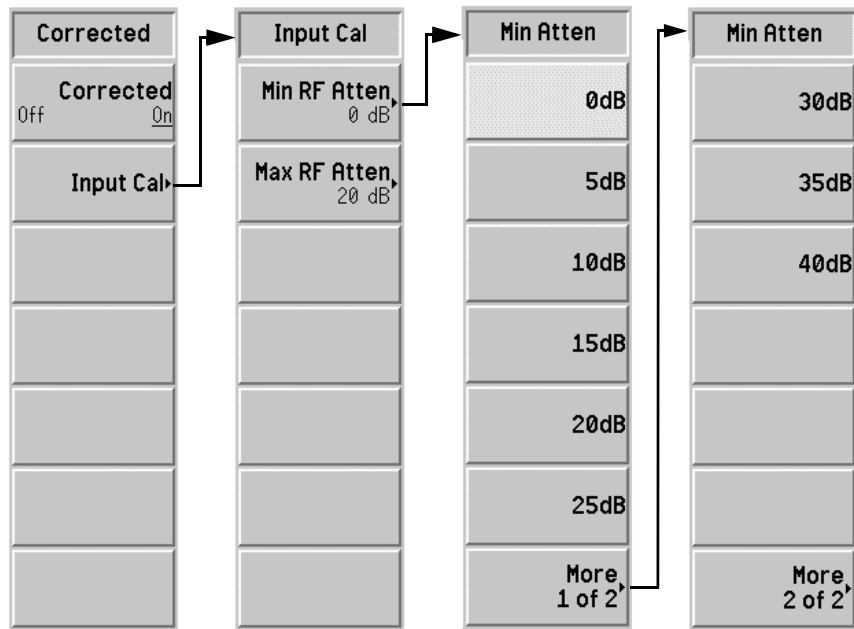 Corrected
Corrected
Off On
Input Cal
Input Cal
Min RF Atten
0 dB
Max RF Atten
20 dB
Min Atten
0dB
5dB
10dB
15dB
20dB
25dB
More
1 of 2
Min Atten
30dB
35dB
40dB
More
2 of 2